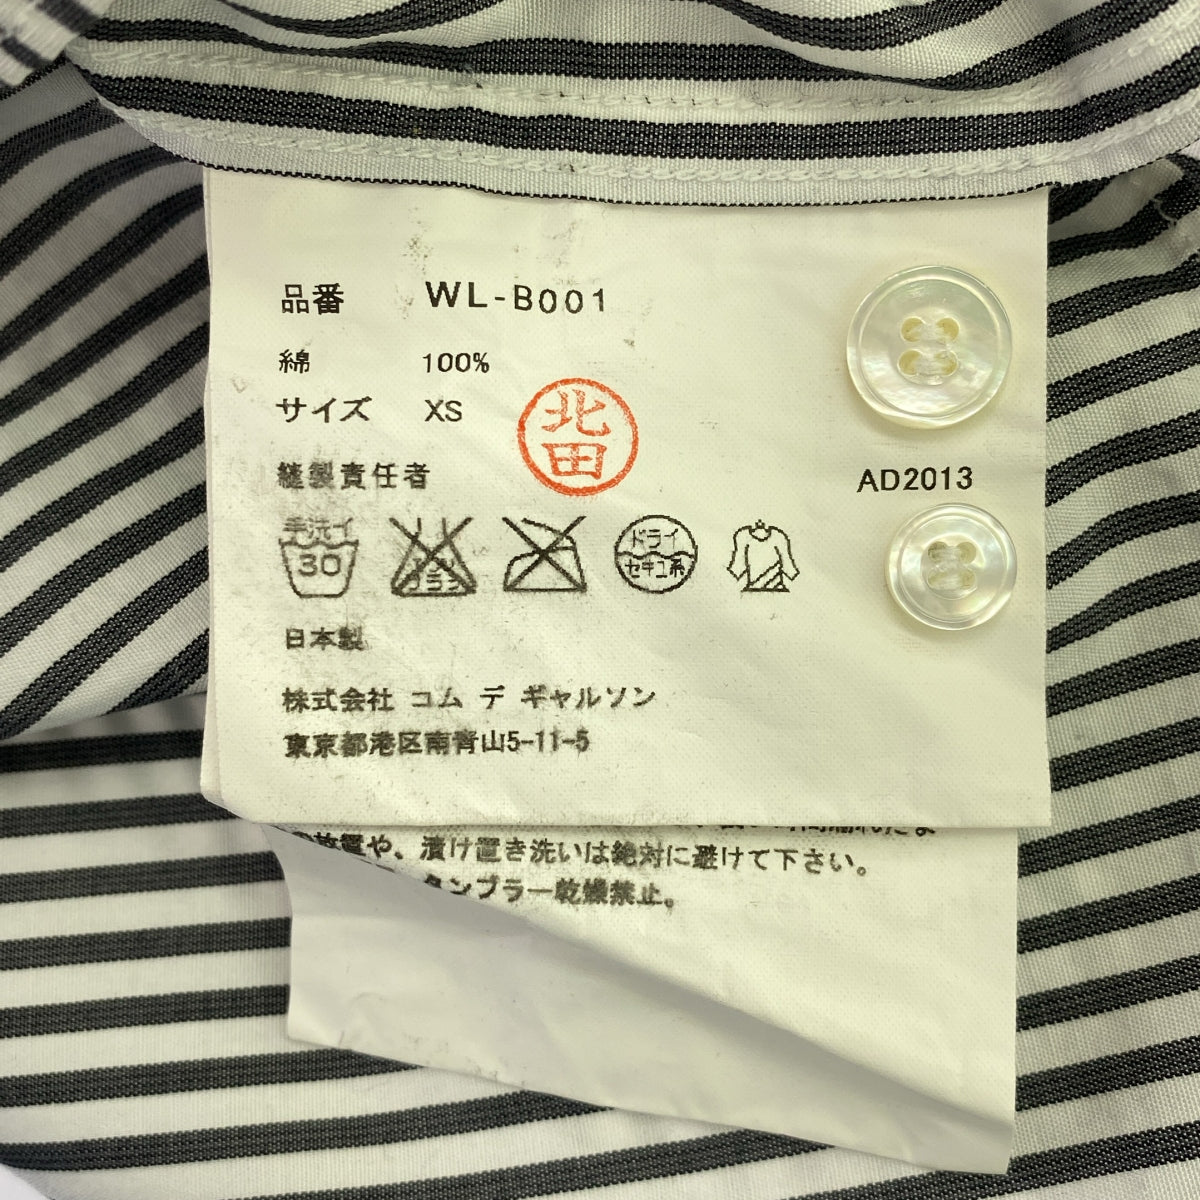 品番 WL-B001
綿 100%
サイズ XS
北田
縫製責任者
AD2013
手洗イ 30
ドライ
セキユ系
日本製
株式会社 コム デ ギャルソン
東京都港区南青山5-11-5
放置や、漬け置き洗いは絶対に避けて下さい。
タンブラー乾燥禁止。